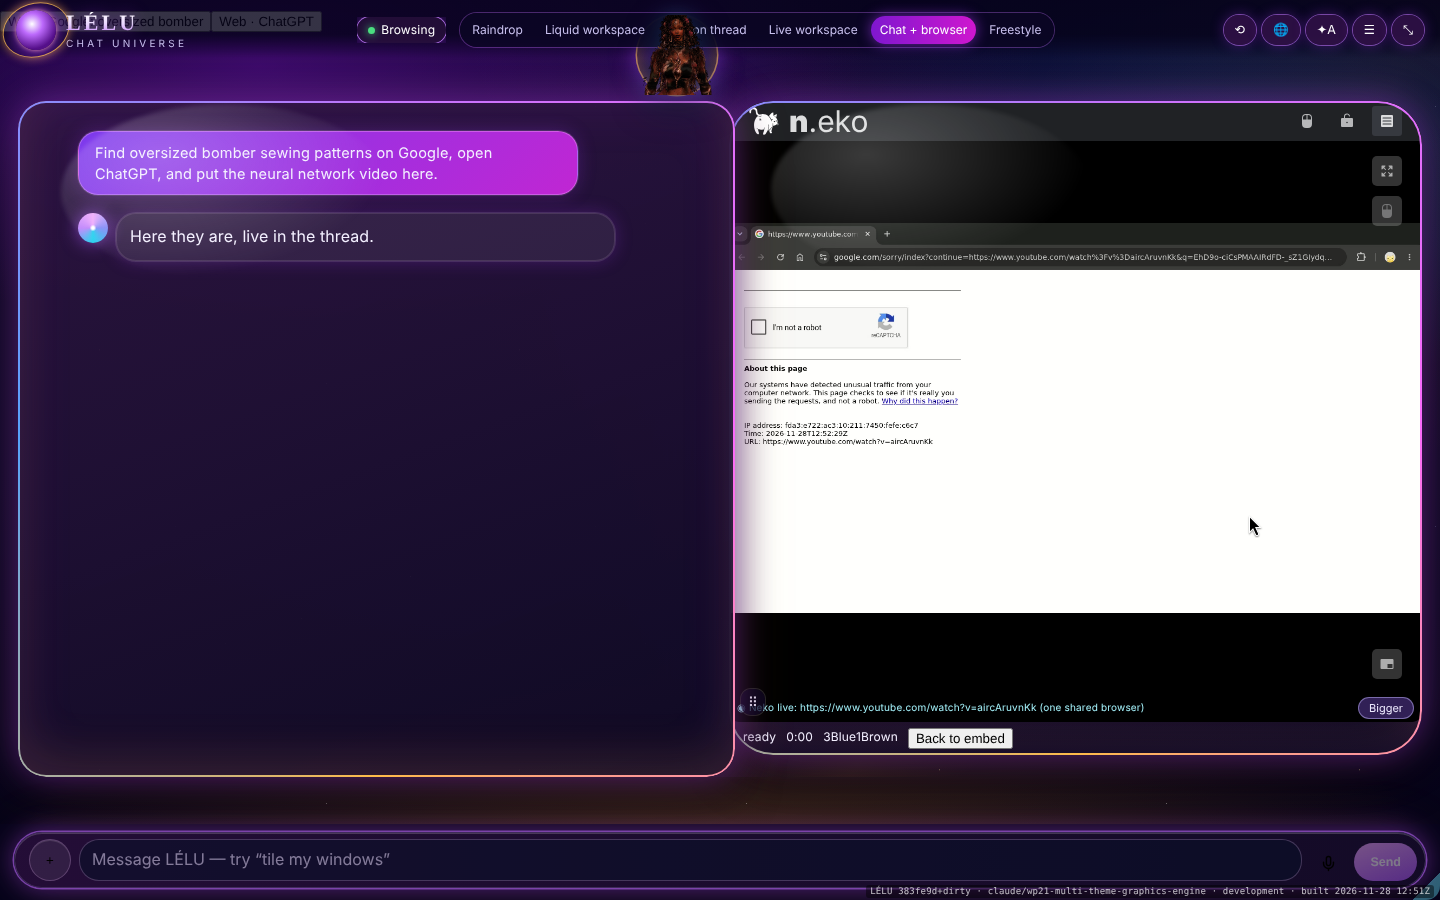 LÉLU
CHAT UNIVERSE
oversized bomber
Web · ChatGPT
Browsing
Raindrop
Liquid workspace
on thread
Live workspace
Chat + browser
Freestyle
✦A
Find oversized bomber sewing patterns on Google, open
ChatGPT, and put the neural network video here.
Here they are, live in the thread.
n.eko
https://www.youtube.com
google.com/sorry/index?continue=https://www.youtube.com/watch%3Fv%3DaircAruvnKk&q=EhD9o-ciCsPMAAIRdFD-_sZ1GIydq...
I'm not a robot
reCAPTCHA
About this page
Our systems have detected unusual traffic from your
computer network. This page checks to see if it's really you
sending the requests, and not a robot. Why did this happen?
IP address: fda3:e722:ac3:10:211:7450:fefe:c6c7
Time: 2026-11-28T12:52:29Z
URL: https://www.youtube.com/watch?v=aircAruvnKk
Neko live: https://www.youtube.com/watch?v=aircAruvnKk (one shared browser)
Bigger
ready 0:00 3Blue1Brown Back to embed
+
Message LÉLU — try “tile my windows”
Send
LÉLU 383fe9d+dirty · claude/wp21-multi-theme-graphics-engine · development · built 2026-11-28 12:51Z